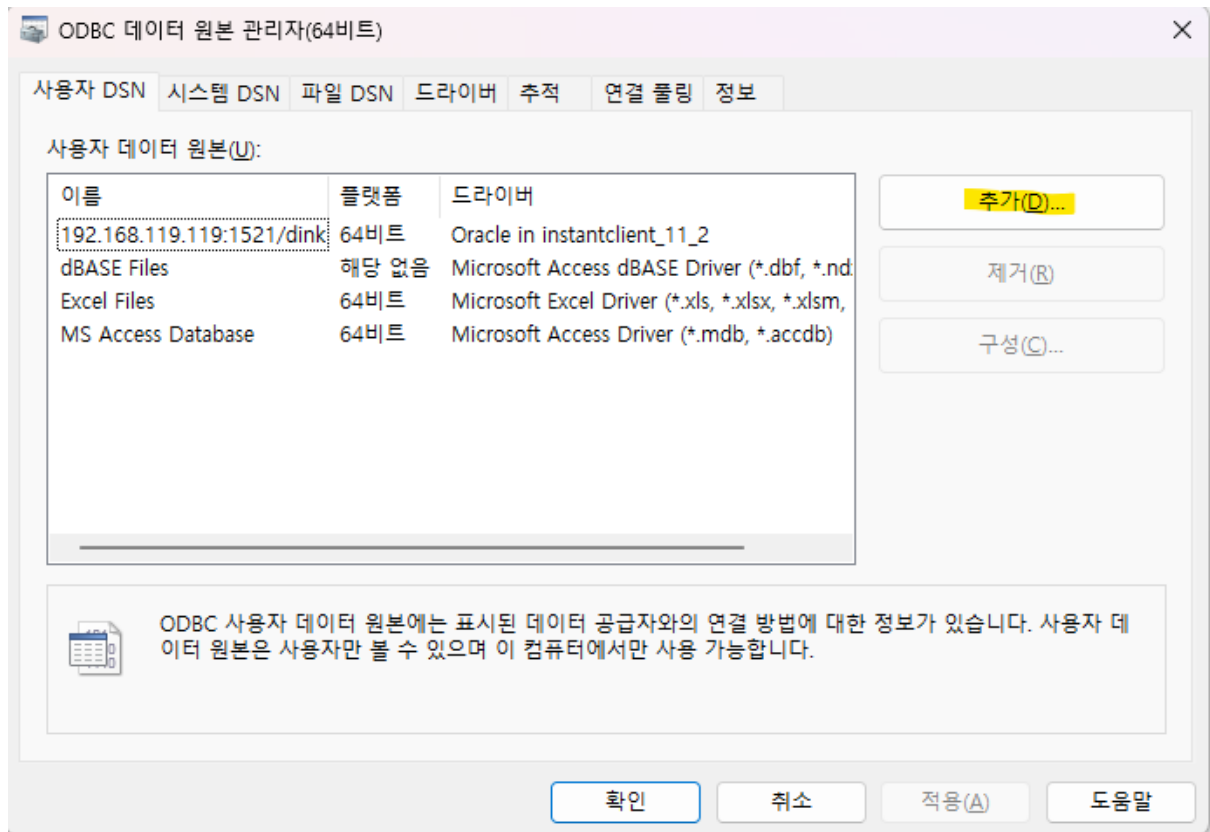 ODBC 데이터 원본 관리자(64비트)
사용자 DSN 시스템 DSN 파일 DSN 드라이버 추적 연결 풀링 정보
사용자 데이터 원본(U):
이름 플랫폼 드라이버
192.168.119.119:1521/dink 64비트 Oracle in instantclient_11_2
dBASE Files 해당 없음 Microsoft Access dBASE Driver (*.dbf, *.nd
Excel Files 64비트 Microsoft Excel Driver (*.xls, *.xlsx, *.xlsm,
MS Access Database 64비트 Microsoft Access Driver (*.mdb, *.accdb)
추가(D)...
제거(R)
구성(C)...
ODBC 사용자 데이터 원본에는 표시된 데이터 공급자와의 연결 방법에 대한 정보가 있습니다. 사용자 데
이터 원본은 사용자만 볼 수 있으며 이 컴퓨터에서만 사용 가능합니다.
확인 취소 적용(A) 도움말